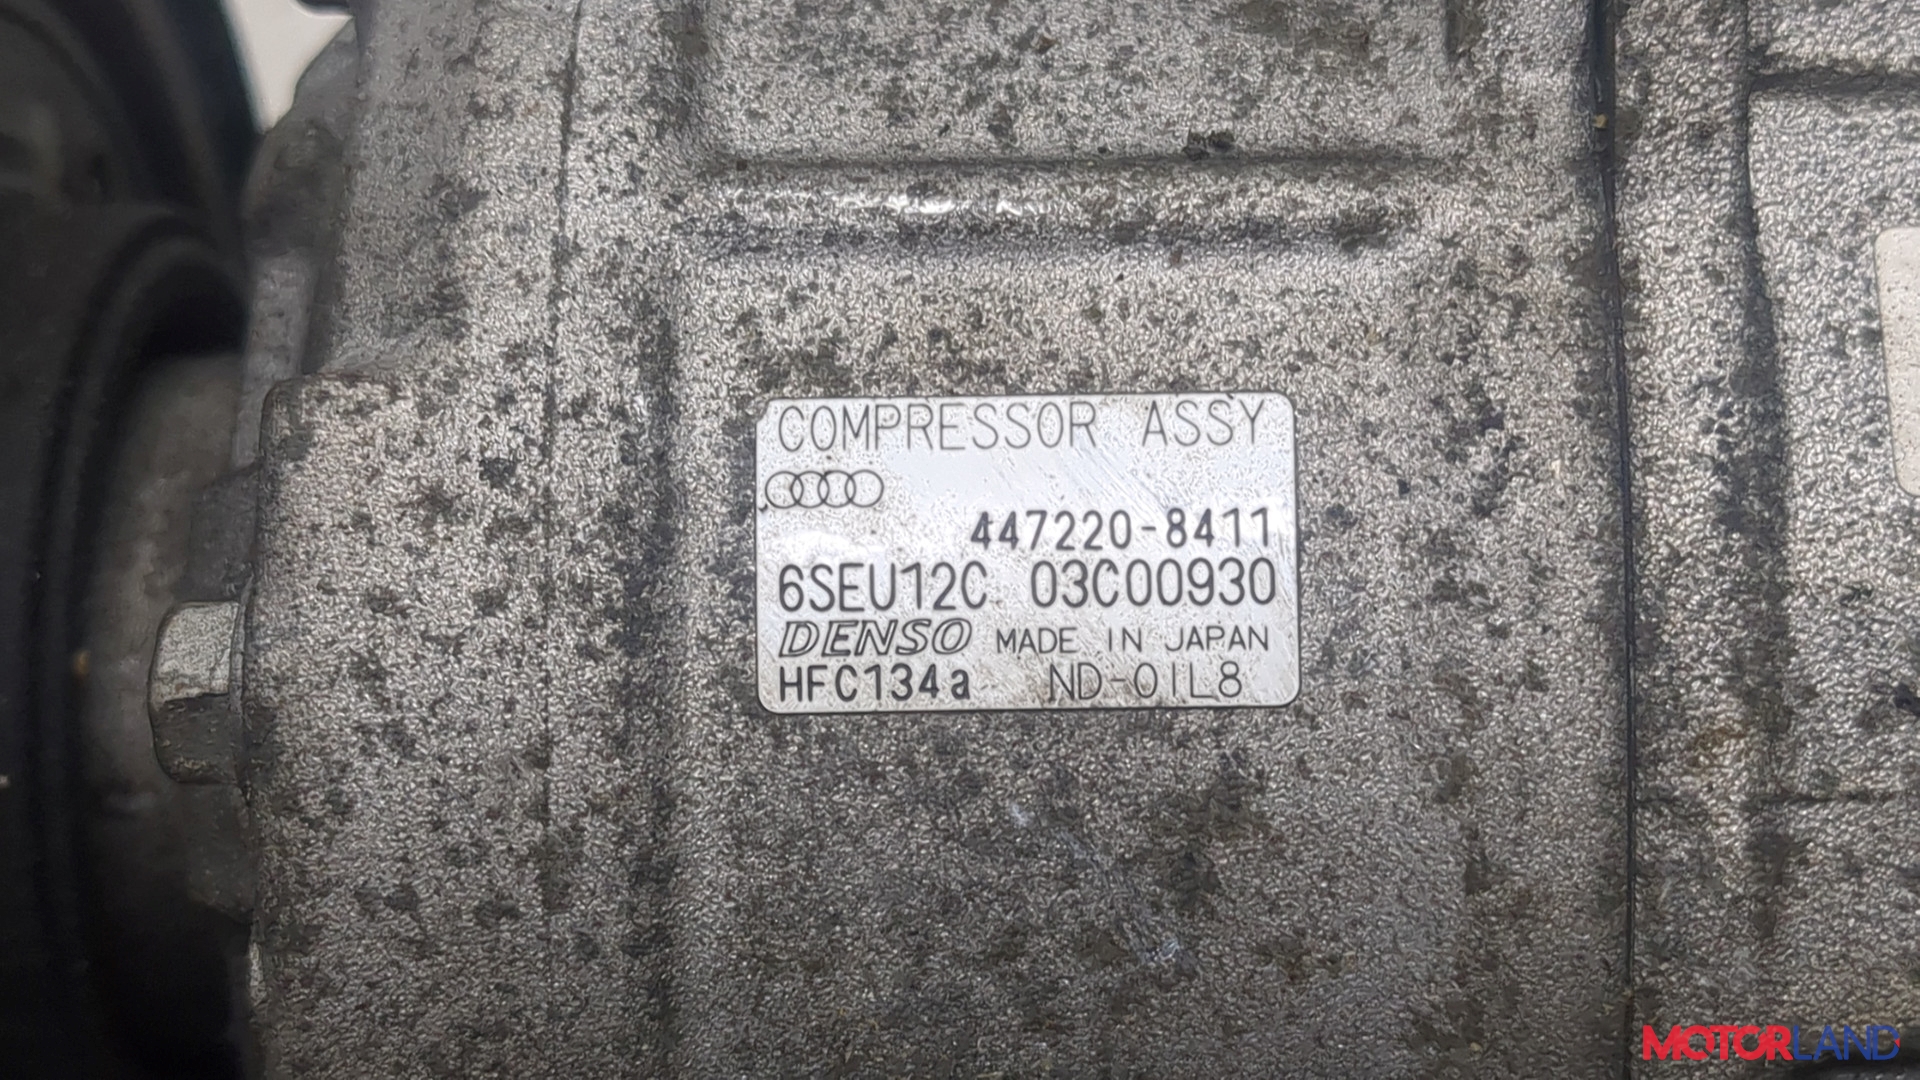 COMPRESSOR ASSY
447220-8411
6SEU12C 03C00930
DENSO MADE IN JAPAN
HFC134a ND-OIL8
MOTORLAND